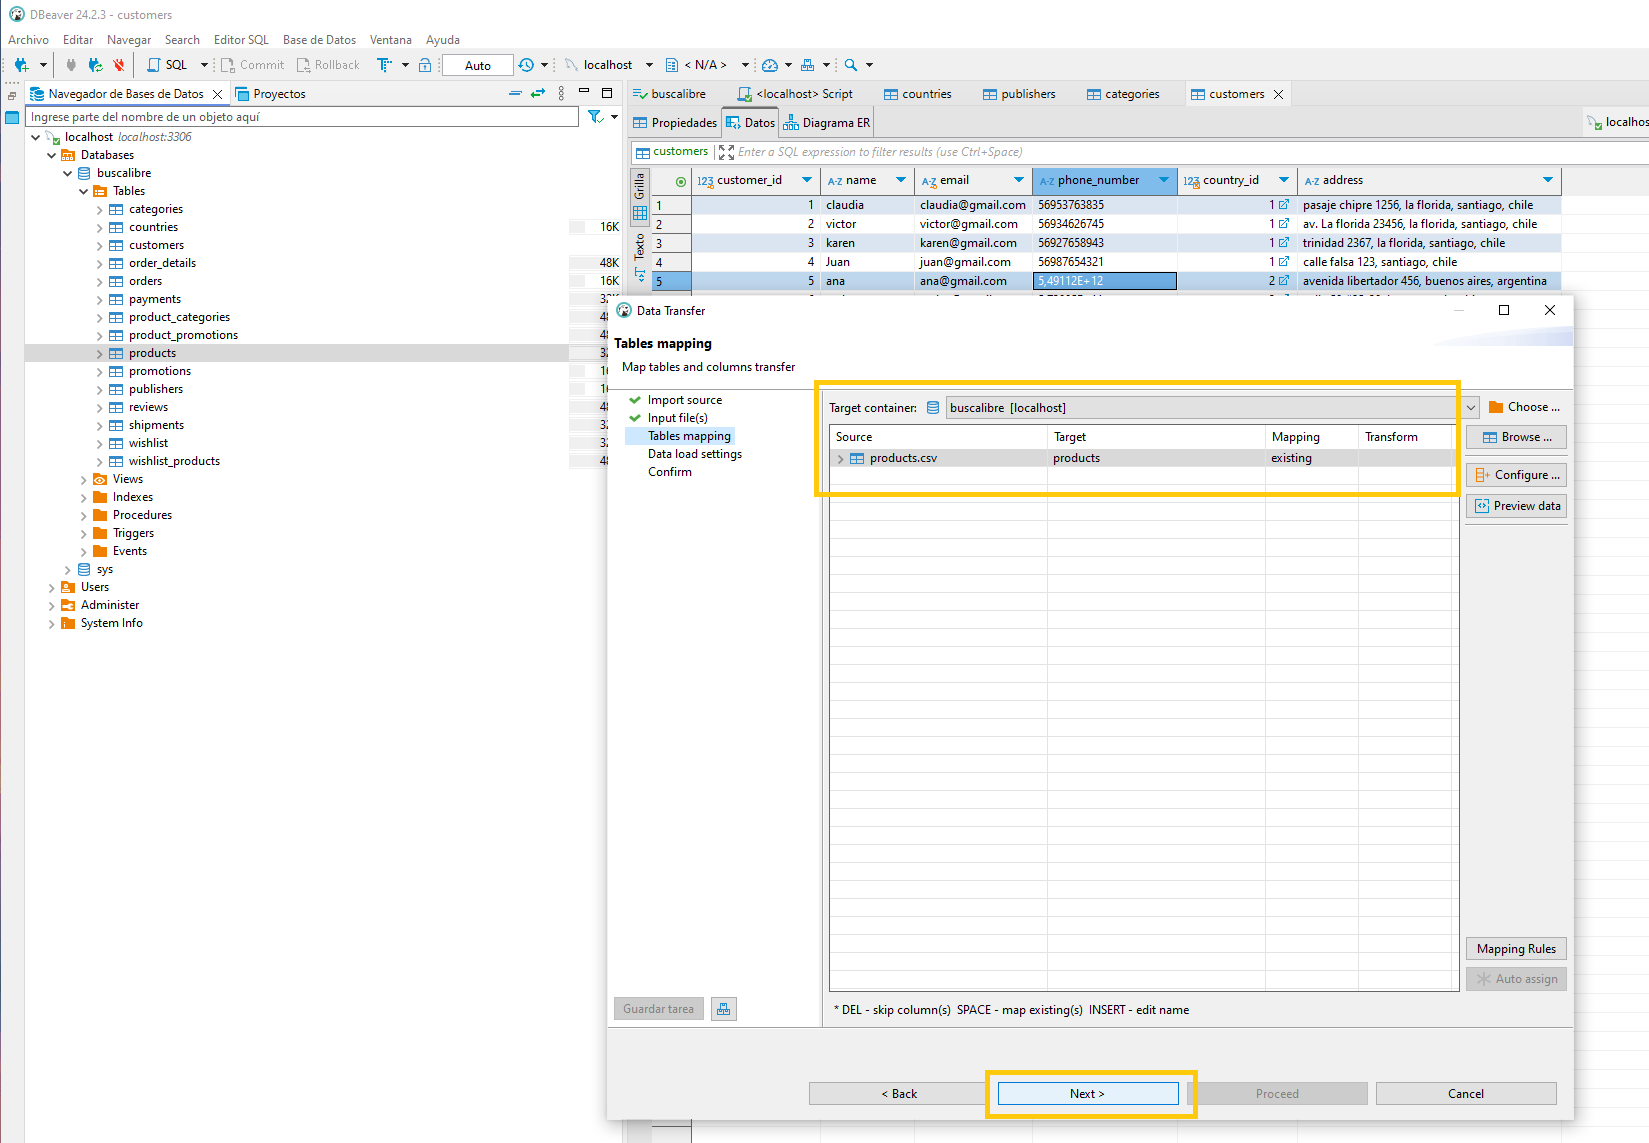 DBeaver 24.2.3 - customers
Archivo Editar Navegar Search Editor SQL Base de Datos Ventana Ayuda
SQL Commit Rollback Auto localhost < N/A >
Navegador de Bases de Datos Proyectos
Ingrese parte del nombre de un objeto aquí
localhost localhost:3306
Databases
buscalibre
Tables
categories
countries 16K
customers
order_details 48K
orders 16K
payments
product_categories
product_promotions
products
promotions
publishers
reviews
shipments
wishlist
wishlist_products
Views
Indexes
Procedures
Triggers
Events
sys
Users
Administer
System Info
buscalibre <localhost> Script countries publishers categories customers
Propiedades Datos Diagrama ER
customers Enter a SQL expression to filter results (use Ctrl+Space)
Grilla
Texto
123 customer_id A-Z name A-Z email A-Z phone_number 123 country_id A-Z address
1 1 claudia claudia@gmail.com 56953763835 1 pasaje chipre 1256, la florida, santiago, chile
2 2 victor victor@gmail.com 56934626745 1 av. La florida 23456, la florida, santiago, chile
3 3 karen karen@gmail.com 56927658943 1 trinidad 2367, la florida, santiago, chile
4 4 Juan juan@gmail.com 56987654321 1 calle falsa 123, santiago, chile
5 5 ana ana@gmail.com 5,49112E+12 2 avenida libertador 456, buenos aires, argentina
Data Transfer
Tables mapping
Map tables and columns transfer
Import source
Input file(s)
Tables mapping
Data load settings
Confirm
Target container: buscalibre [localhost] Choose ...
Source Target Mapping Transform
products.csv products existing
Browse ...
Configure ...
Preview data
Mapping Rules
Auto assign
* DEL - skip column(s) SPACE - map existing(s) INSERT - edit name
Guardar tarea
< Back Next > Proceed Cancel